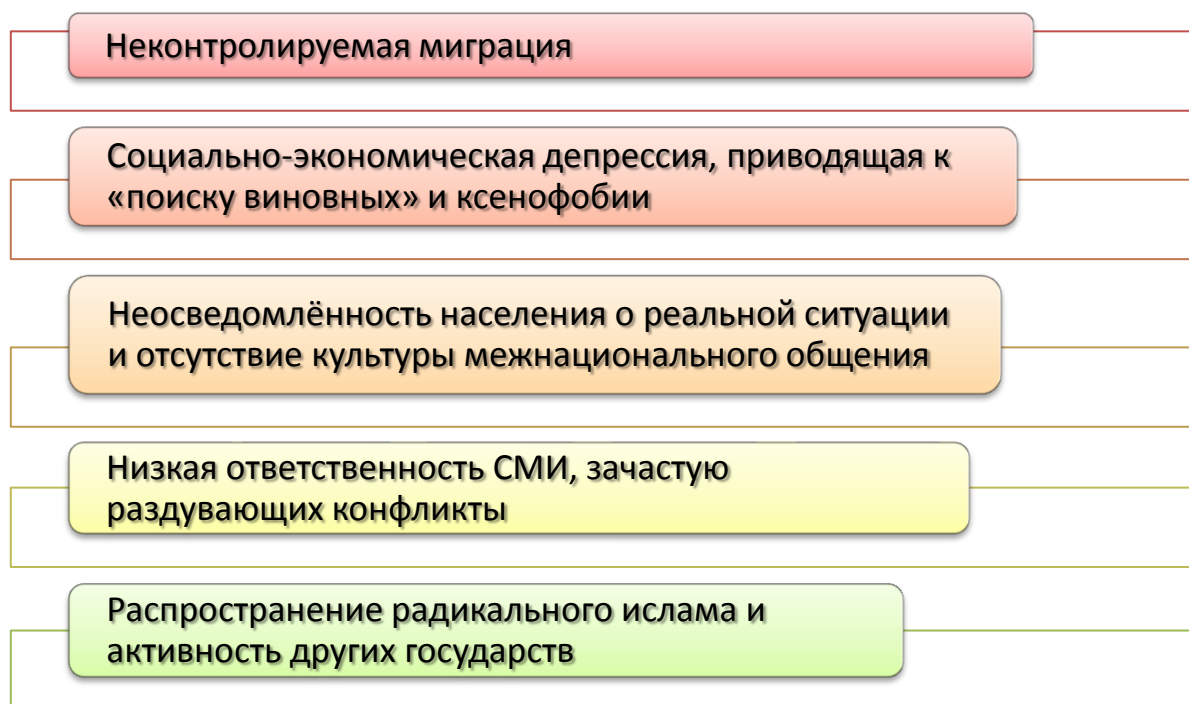 Неконтролируемая миграция
Социально-экономическая депрессия, приводящая к
«поиску виновных» и ксенофобии
Неосведомлённость населения о реальной ситуации
и отсутствие культуры межнационального общения
Низкая ответственность СМИ, зачастую
раздувающих конфликты
Распространение радикального ислама и
активность других государств